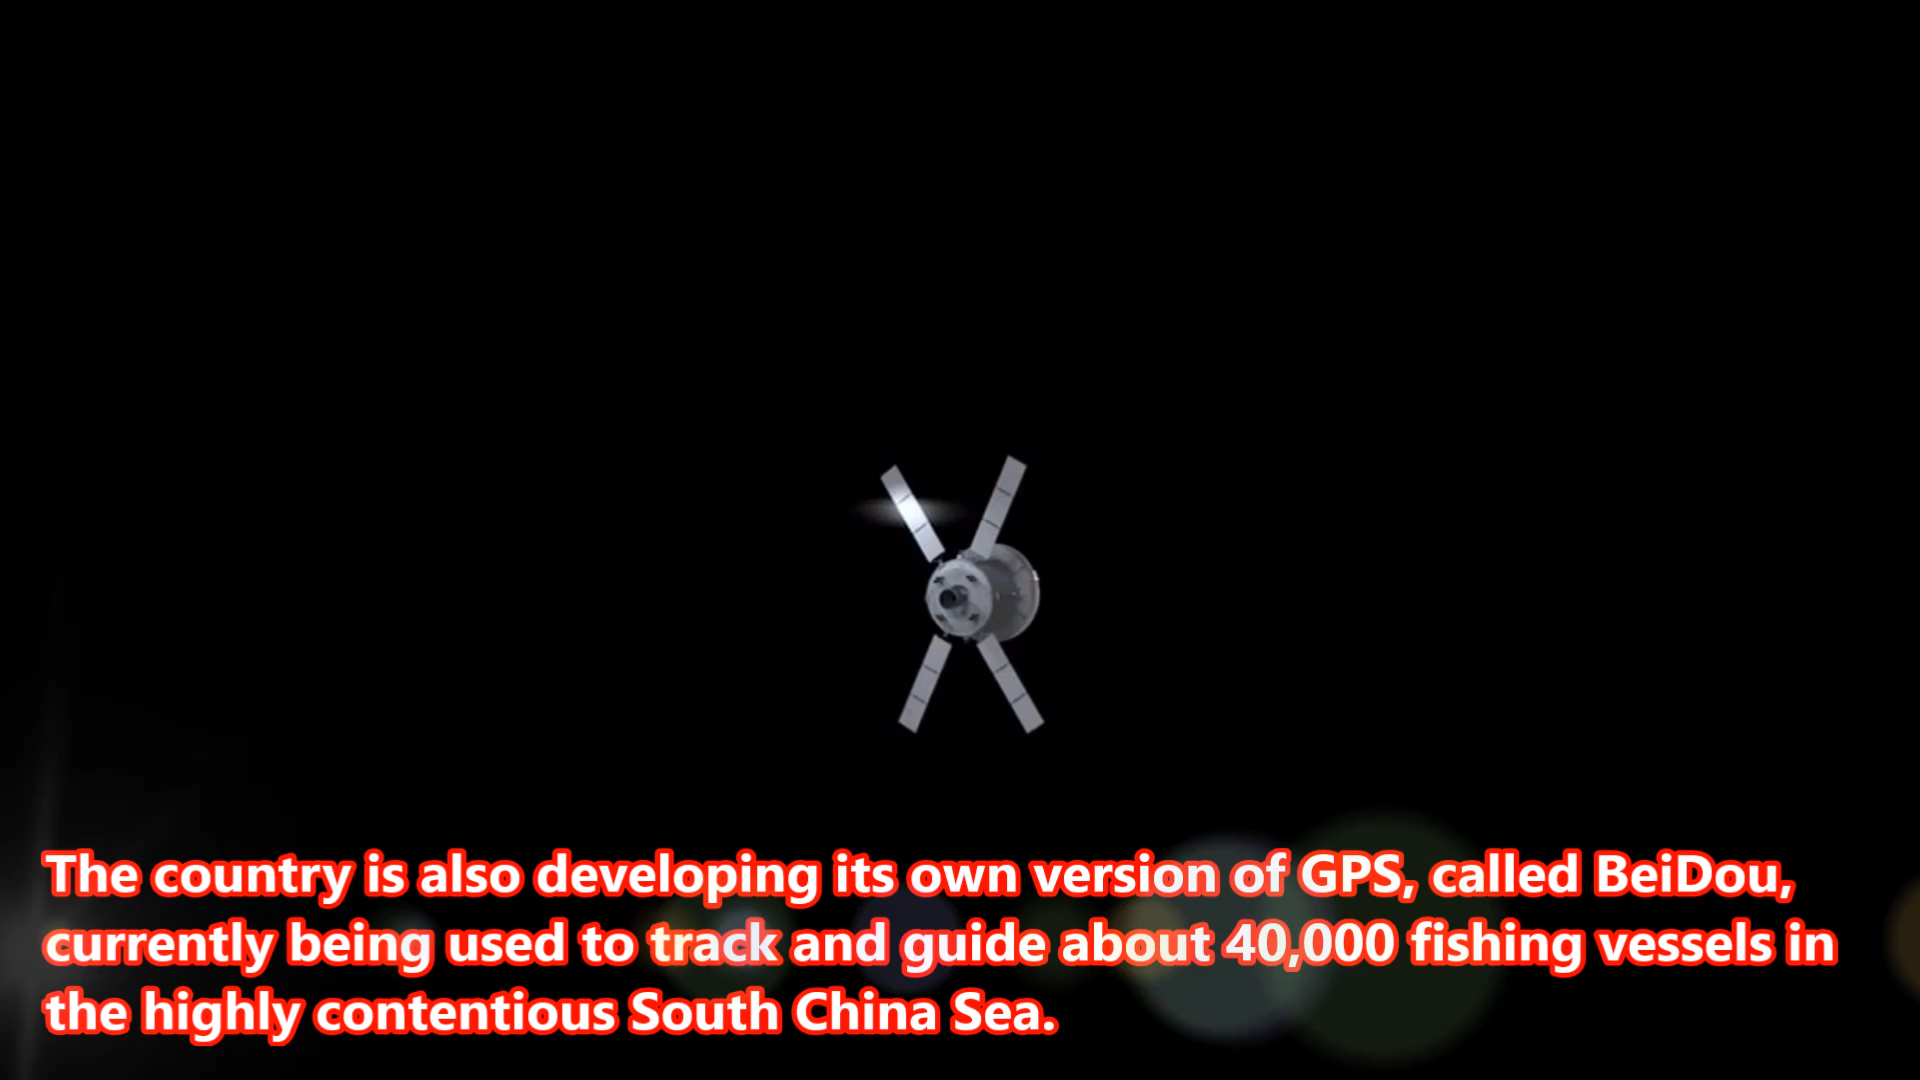 The country is also developing its own version of GPS, called BeiDou,
currently being used to track and guide about 40,000 fishing vessels in
the highly contentious South China Sea.